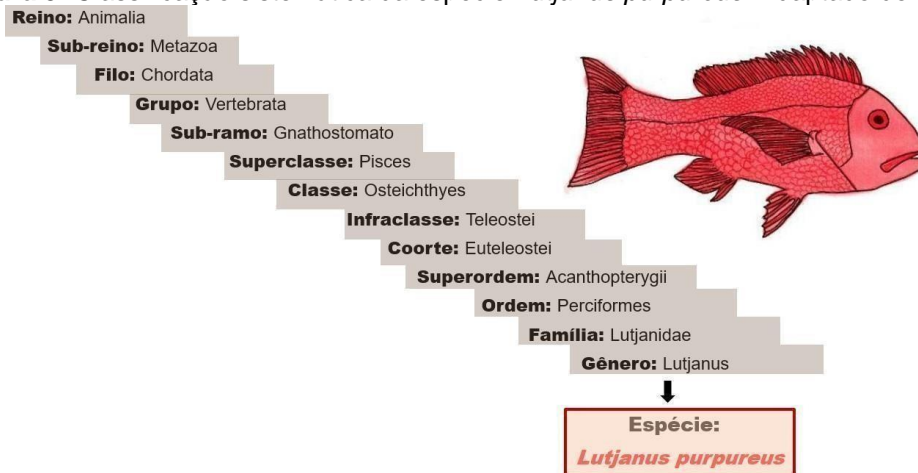 Reino: Animalia
Sub-reino: Metazoa
Filo: Chordata
Grupo: Vertebrata
Sub-ramo: Gnathostomato
Superclasse: Pisces
Classe: Osteichthyes
Infraclasse: Teleostei
Coorte: Euteleostei
Superordem: Acanthopterygii
Ordem: Perciformes
Família: Lutjanidae
Gênero: Lutjanus
Espécie:
Lutjanus purpureus